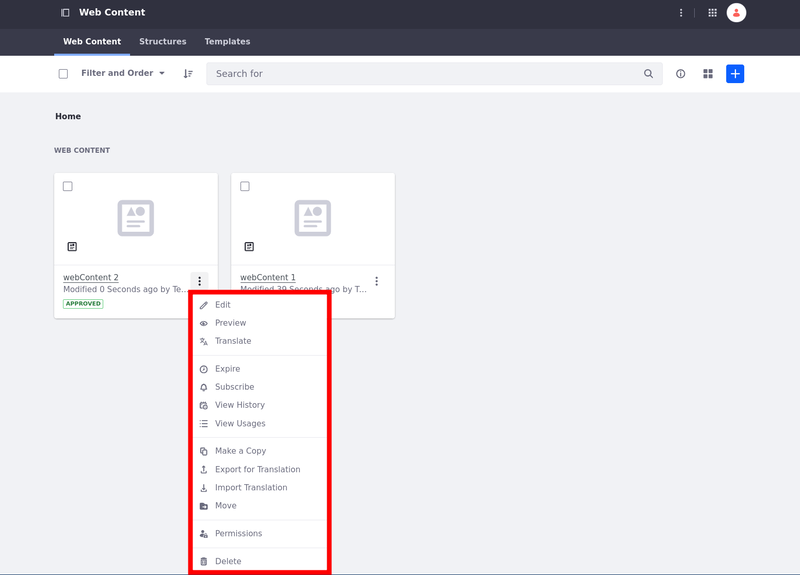 Web Content
Web Content Structures Templates
Filter and Order Search for
Home
WEB CONTENT
webContent 2 webContent 1
Modified 0 Seconds ago by Te... Modified 39 Seconds ago by T...
APPROVED
Edit
Preview
Translate
Expire
Subscribe
View History
View Usages
Make a Copy
Export for Translation
Import Translation
Move
Permissions
Delete